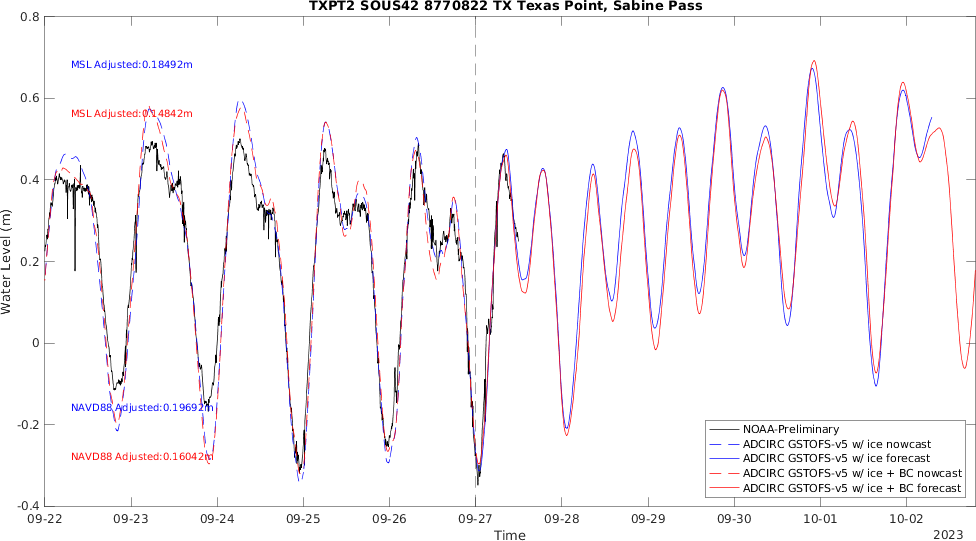 TXPT2 SOUS42 8770822 TX Texas Point, Sabine Pass
0.8
0.6
0.4
0.2
0
-0.2
-0.4
Water Level (m)
MSL Adjusted:0.18492m
MSL Adjusted:0.14842m
NAVD88 Adjusted:0.19692m
NAVD88 Adjusted:0.16042m
NOAA-Preliminary
ADCIRC GSTOFS-v5 w/ ice nowcast
ADCIRC GSTOFS-v5 w/ ice forecast
ADCIRC GSTOFS-v5 w/ ice + BC nowcast
ADCIRC GSTOFS-v5 w/ ice + BC forecast
09-22 09-23 09-24 09-25 09-26 09-27 09-28 09-29 09-30 10-01 10-02
Time
2023